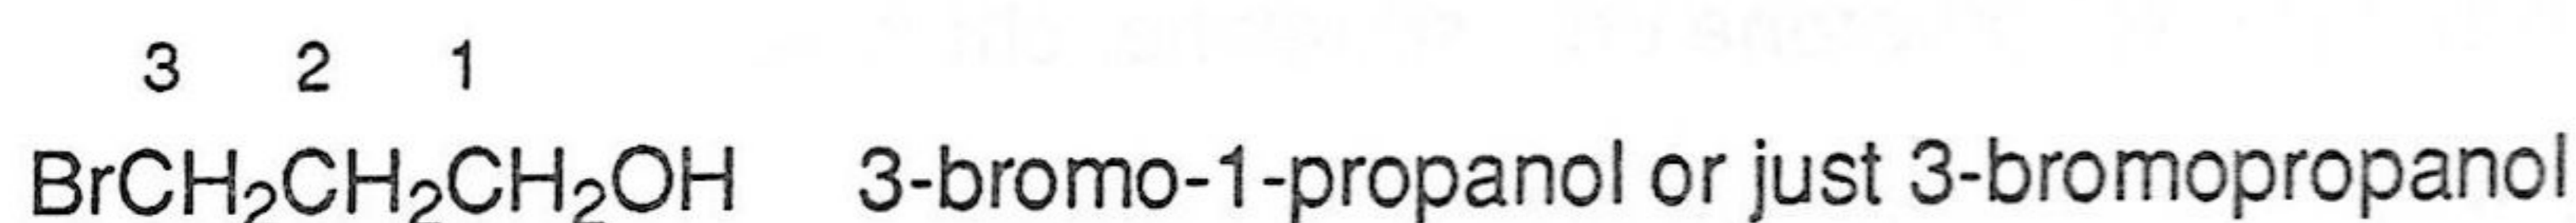 3 2 1
BrCH₂CH₂CH₂OH 3-bromo-1-propanol or just 3-bromopropanol